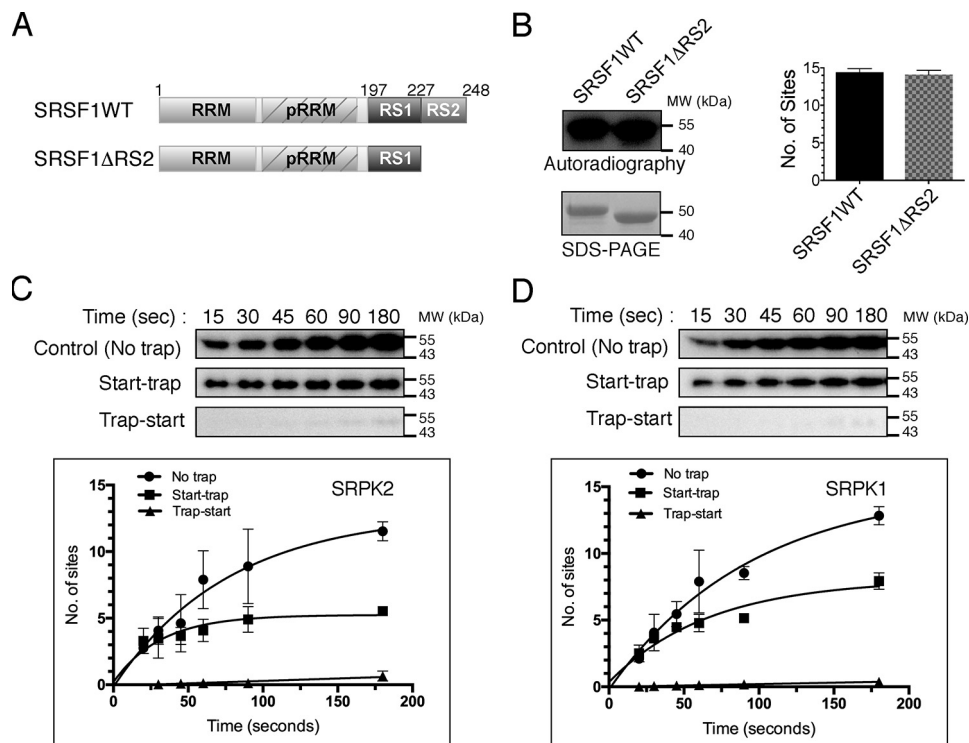 A
1 197 227 248
SRSF1WT RRM pRRM RS1 RS2
SRSF1ΔRS2 RRM pRRM RS1
B
SRSF1WT SRSF1ΔRS2 MW (kDa)
55
40
Autoradiography
50
40
SDS-PAGE
No. of Sites
15
10
5
0
SRSF1WT SRSF1ΔRS2
C
Time (sec) : 15 30 45 60 90 180 MW (kDa)
Control (No trap) 55
43
Start-trap 55
43
Trap-start 55
43
No trap
Start-trap
Trap-start
SRPK2
No. of sites
15
10
5
0
0 50 100 150 200
Time (seconds)
D
Time (sec) : 15 30 45 60 90 180 MW (kDa)
Control (No trap) 55
43
Start-trap 55
43
Trap-start 55
43
No trap
Start-trap
Trap-start
SRPK1
No. of sites
15
10
5
0
0 50 100 150 200
Time (seconds)